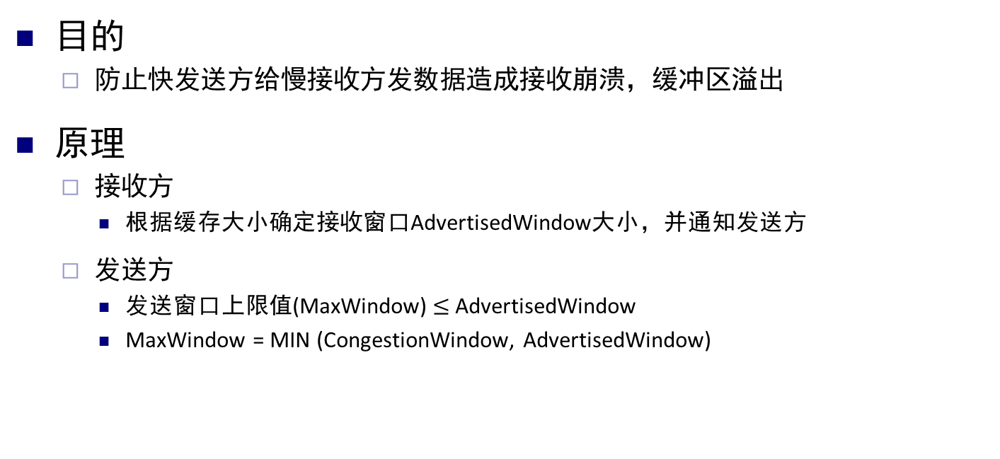 目的
防止快发送方给慢接收方发数据造成接收崩溃，缓冲区溢出
原理
接收方
根据缓存大小确定接收窗口AdvertisedWindow大小，并通知发送方
发送方
发送窗口上限值(MaxWindow) ≤ AdvertisedWindow
MaxWindow = MIN (CongestionWindow, AdvertisedWindow)